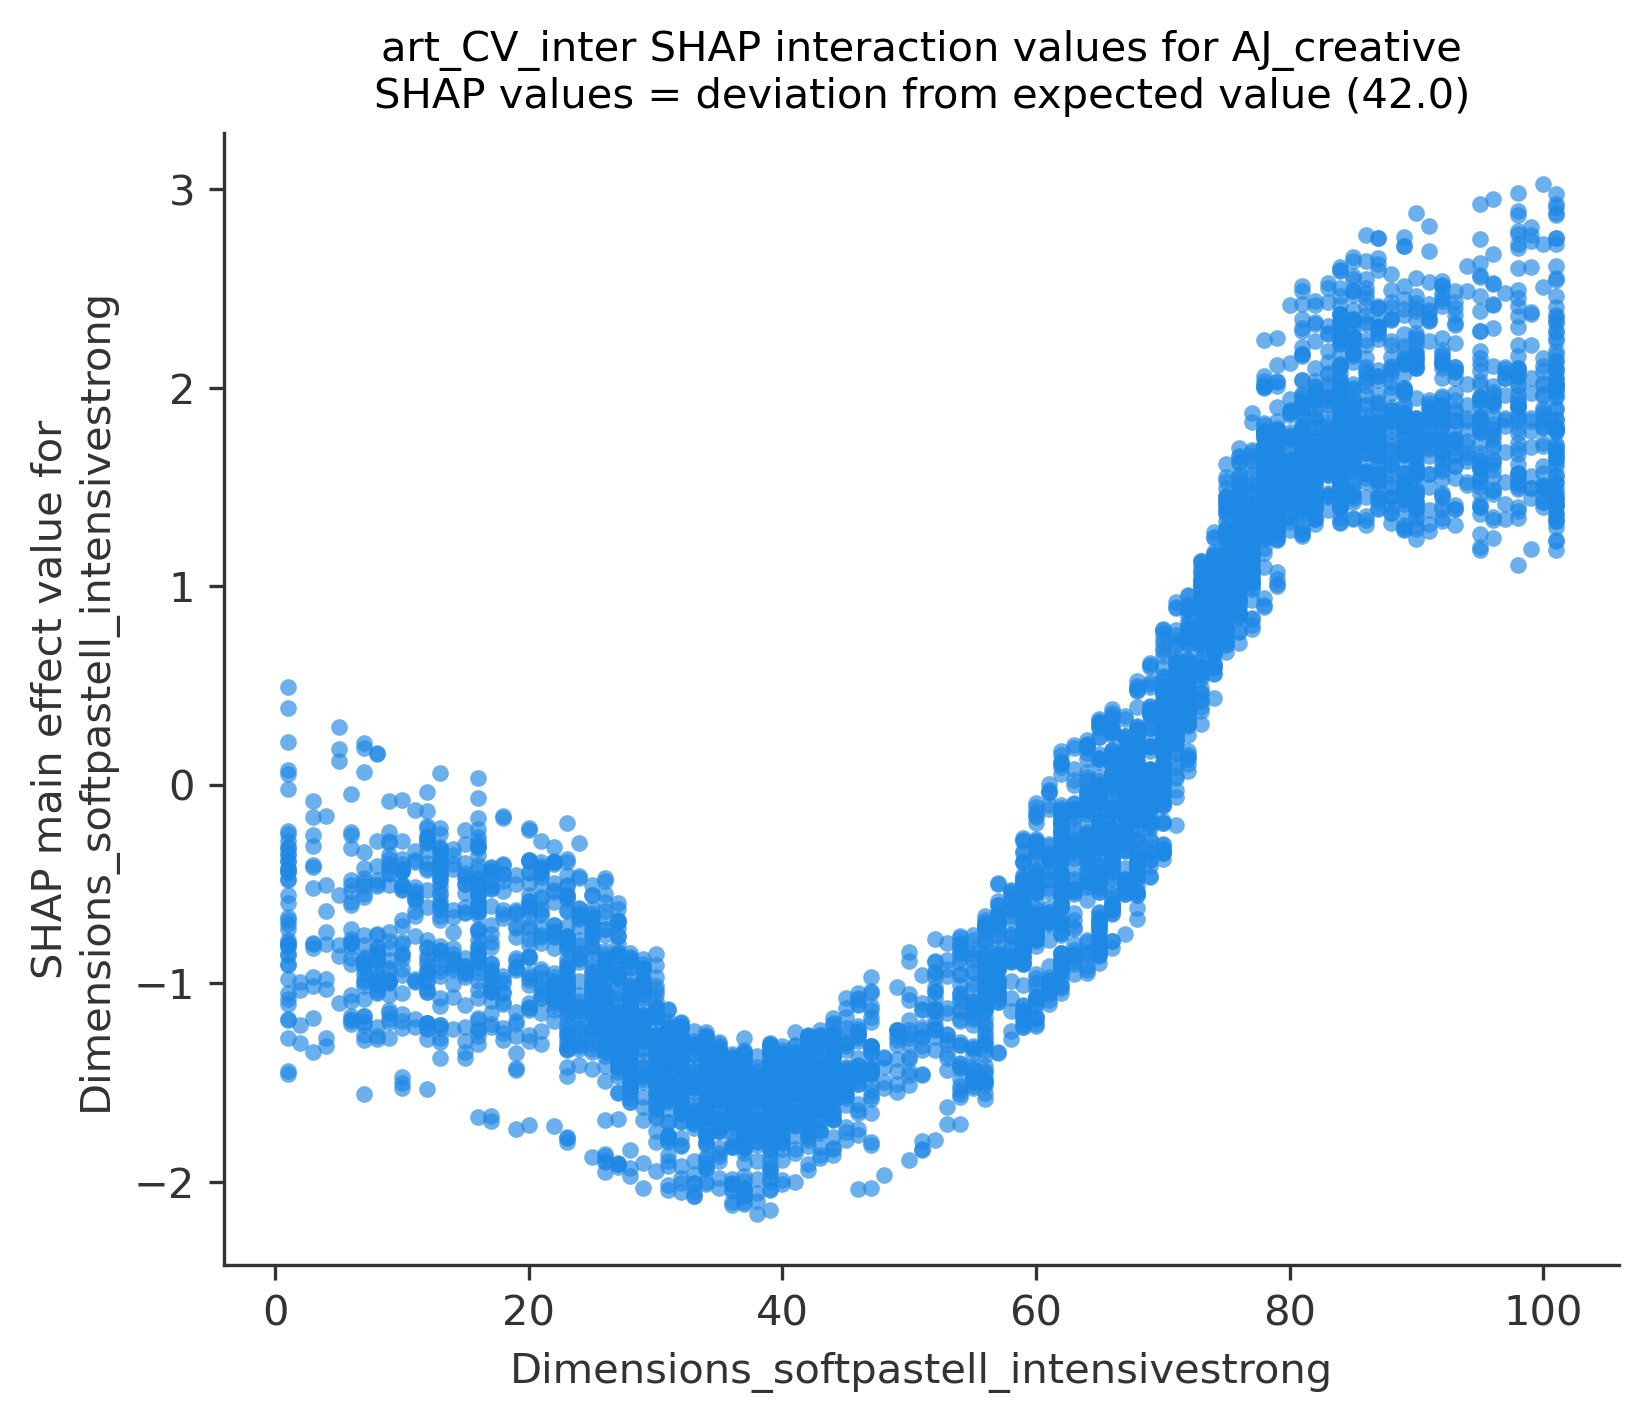 art_CV_inter SHAP interaction values for AJ_creative
SHAP values = deviation from expected value (42.0)
SHAP main effect value for
Dimensions_softpastell_intensivestrong
3
2
1
0
−1
−2
0
20
40
60
80
100
Dimensions_softpastell_intensivestrong